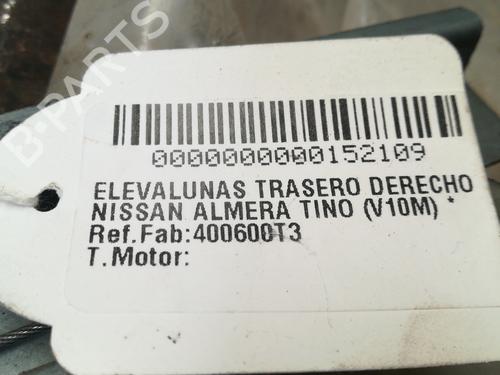 B-PARTS
0000000000152109
ELEVALUNAS TRASERO DERECHO
NISSAN ALMERA TINO (V10M) *
Ref.Fab:400600T3
T.Motor: